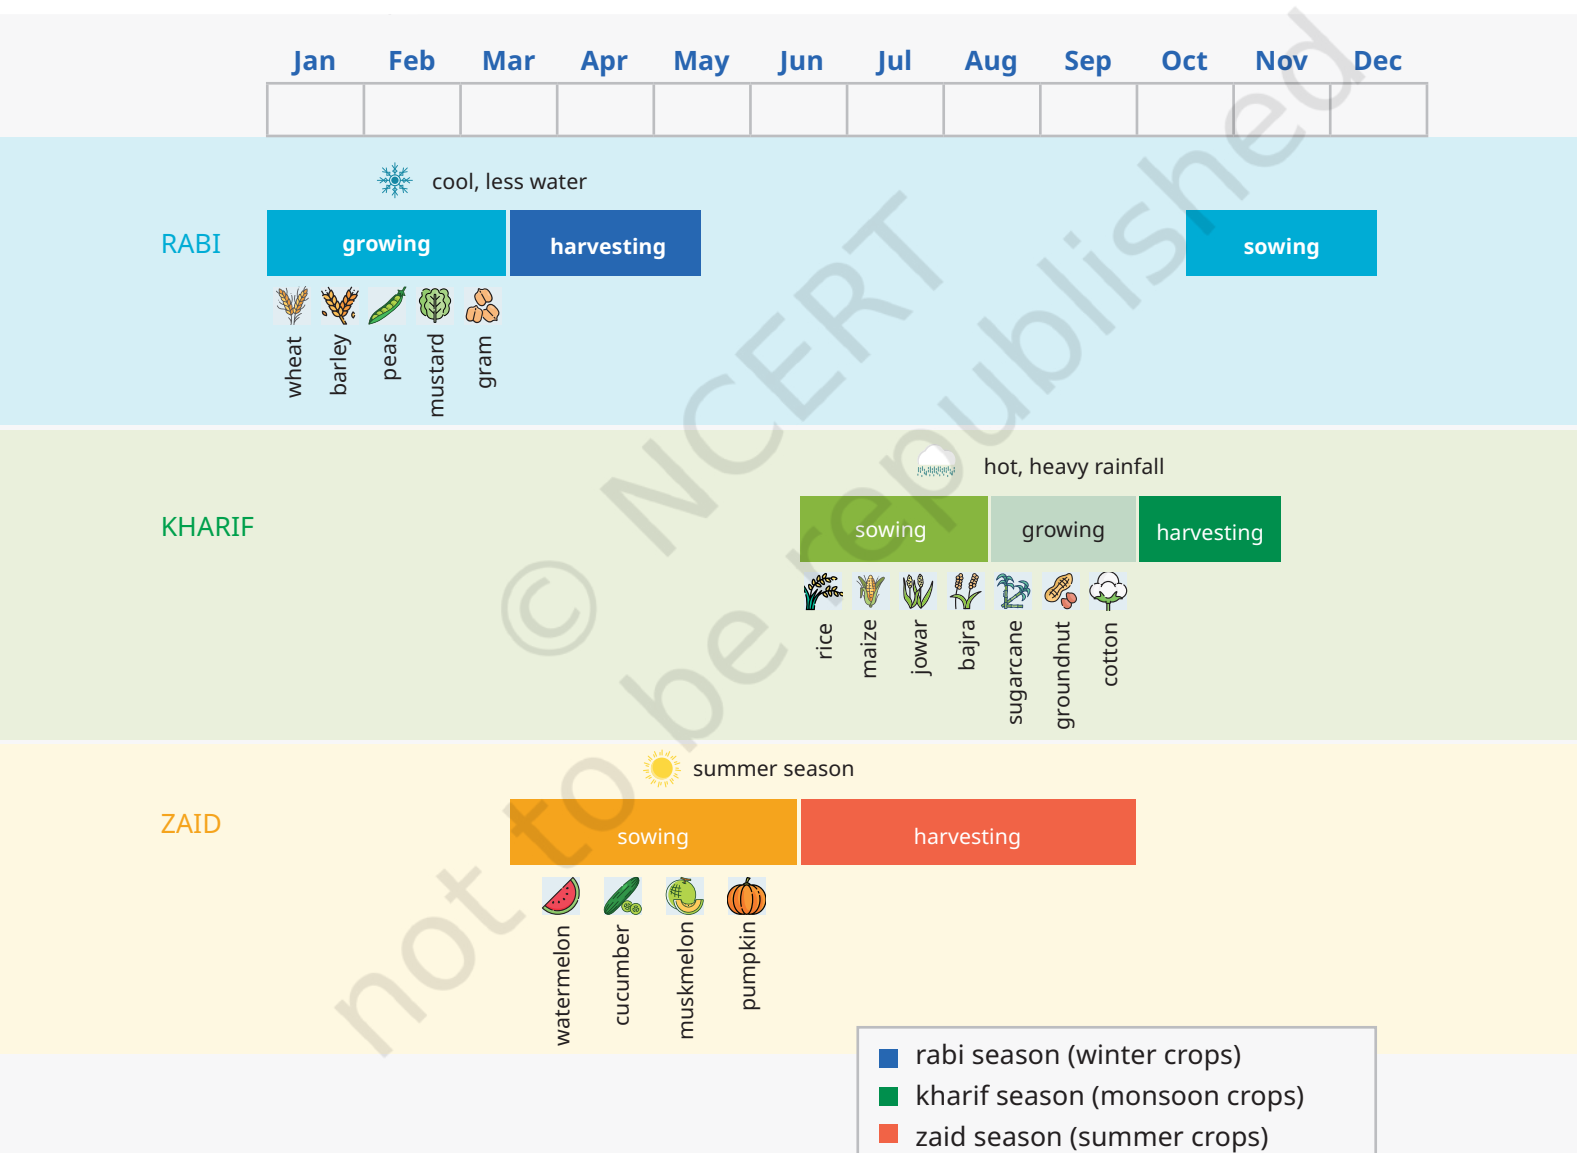 Jan Feb Mar Apr May Jun Jul Aug Sep Oct Nov Dec
cool, less water
RABI
growing
harvesting
sowing
wheat
barley
peas
mustard
gram
hot, heavy rainfall
KHARIF
sowing
growing
harvesting
rice
maize
jowar
bajra
sugarcane
groundnut
cotton
summer season
ZAID
sowing
harvesting
watermelon
cucumber
muskmelon
pumpkin
rabi season (winter crops)
kharif season (monsoon crops)
zaid season (summer crops)
© NCERT
not to be republished